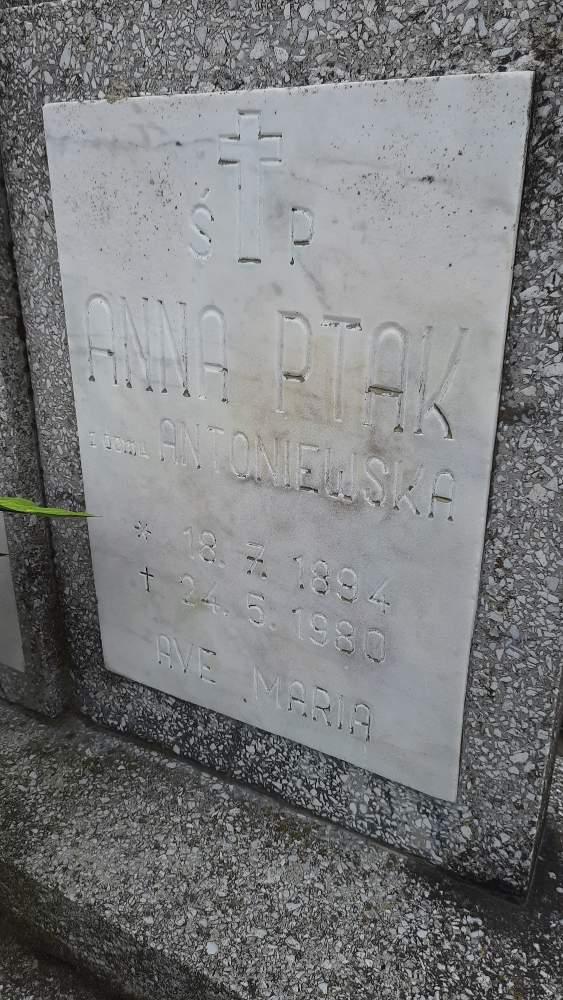 Ś P
ANNA PTAK
Z DOMU ANTONIEWSKA
* 18.7.1894
† 24.5.1980
AVE MARIA